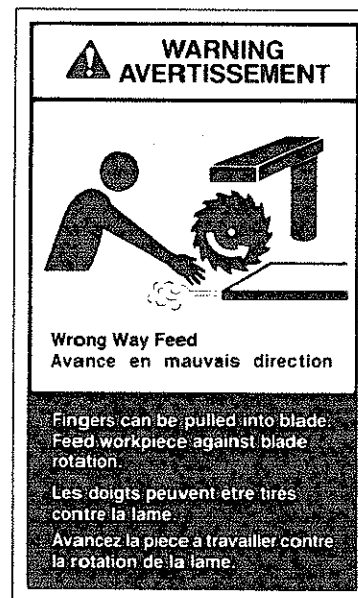 WARNING
AVERTISSEMENT
Wrong Way Feed
Avance en mauvais direction
Fingers can be pulled into blade.
Feed workpiece against blade
rotation.
Les doigts peuvent etre tires
contre la lame.
Avancez la piece a travailler contre
la rotation de la lame.